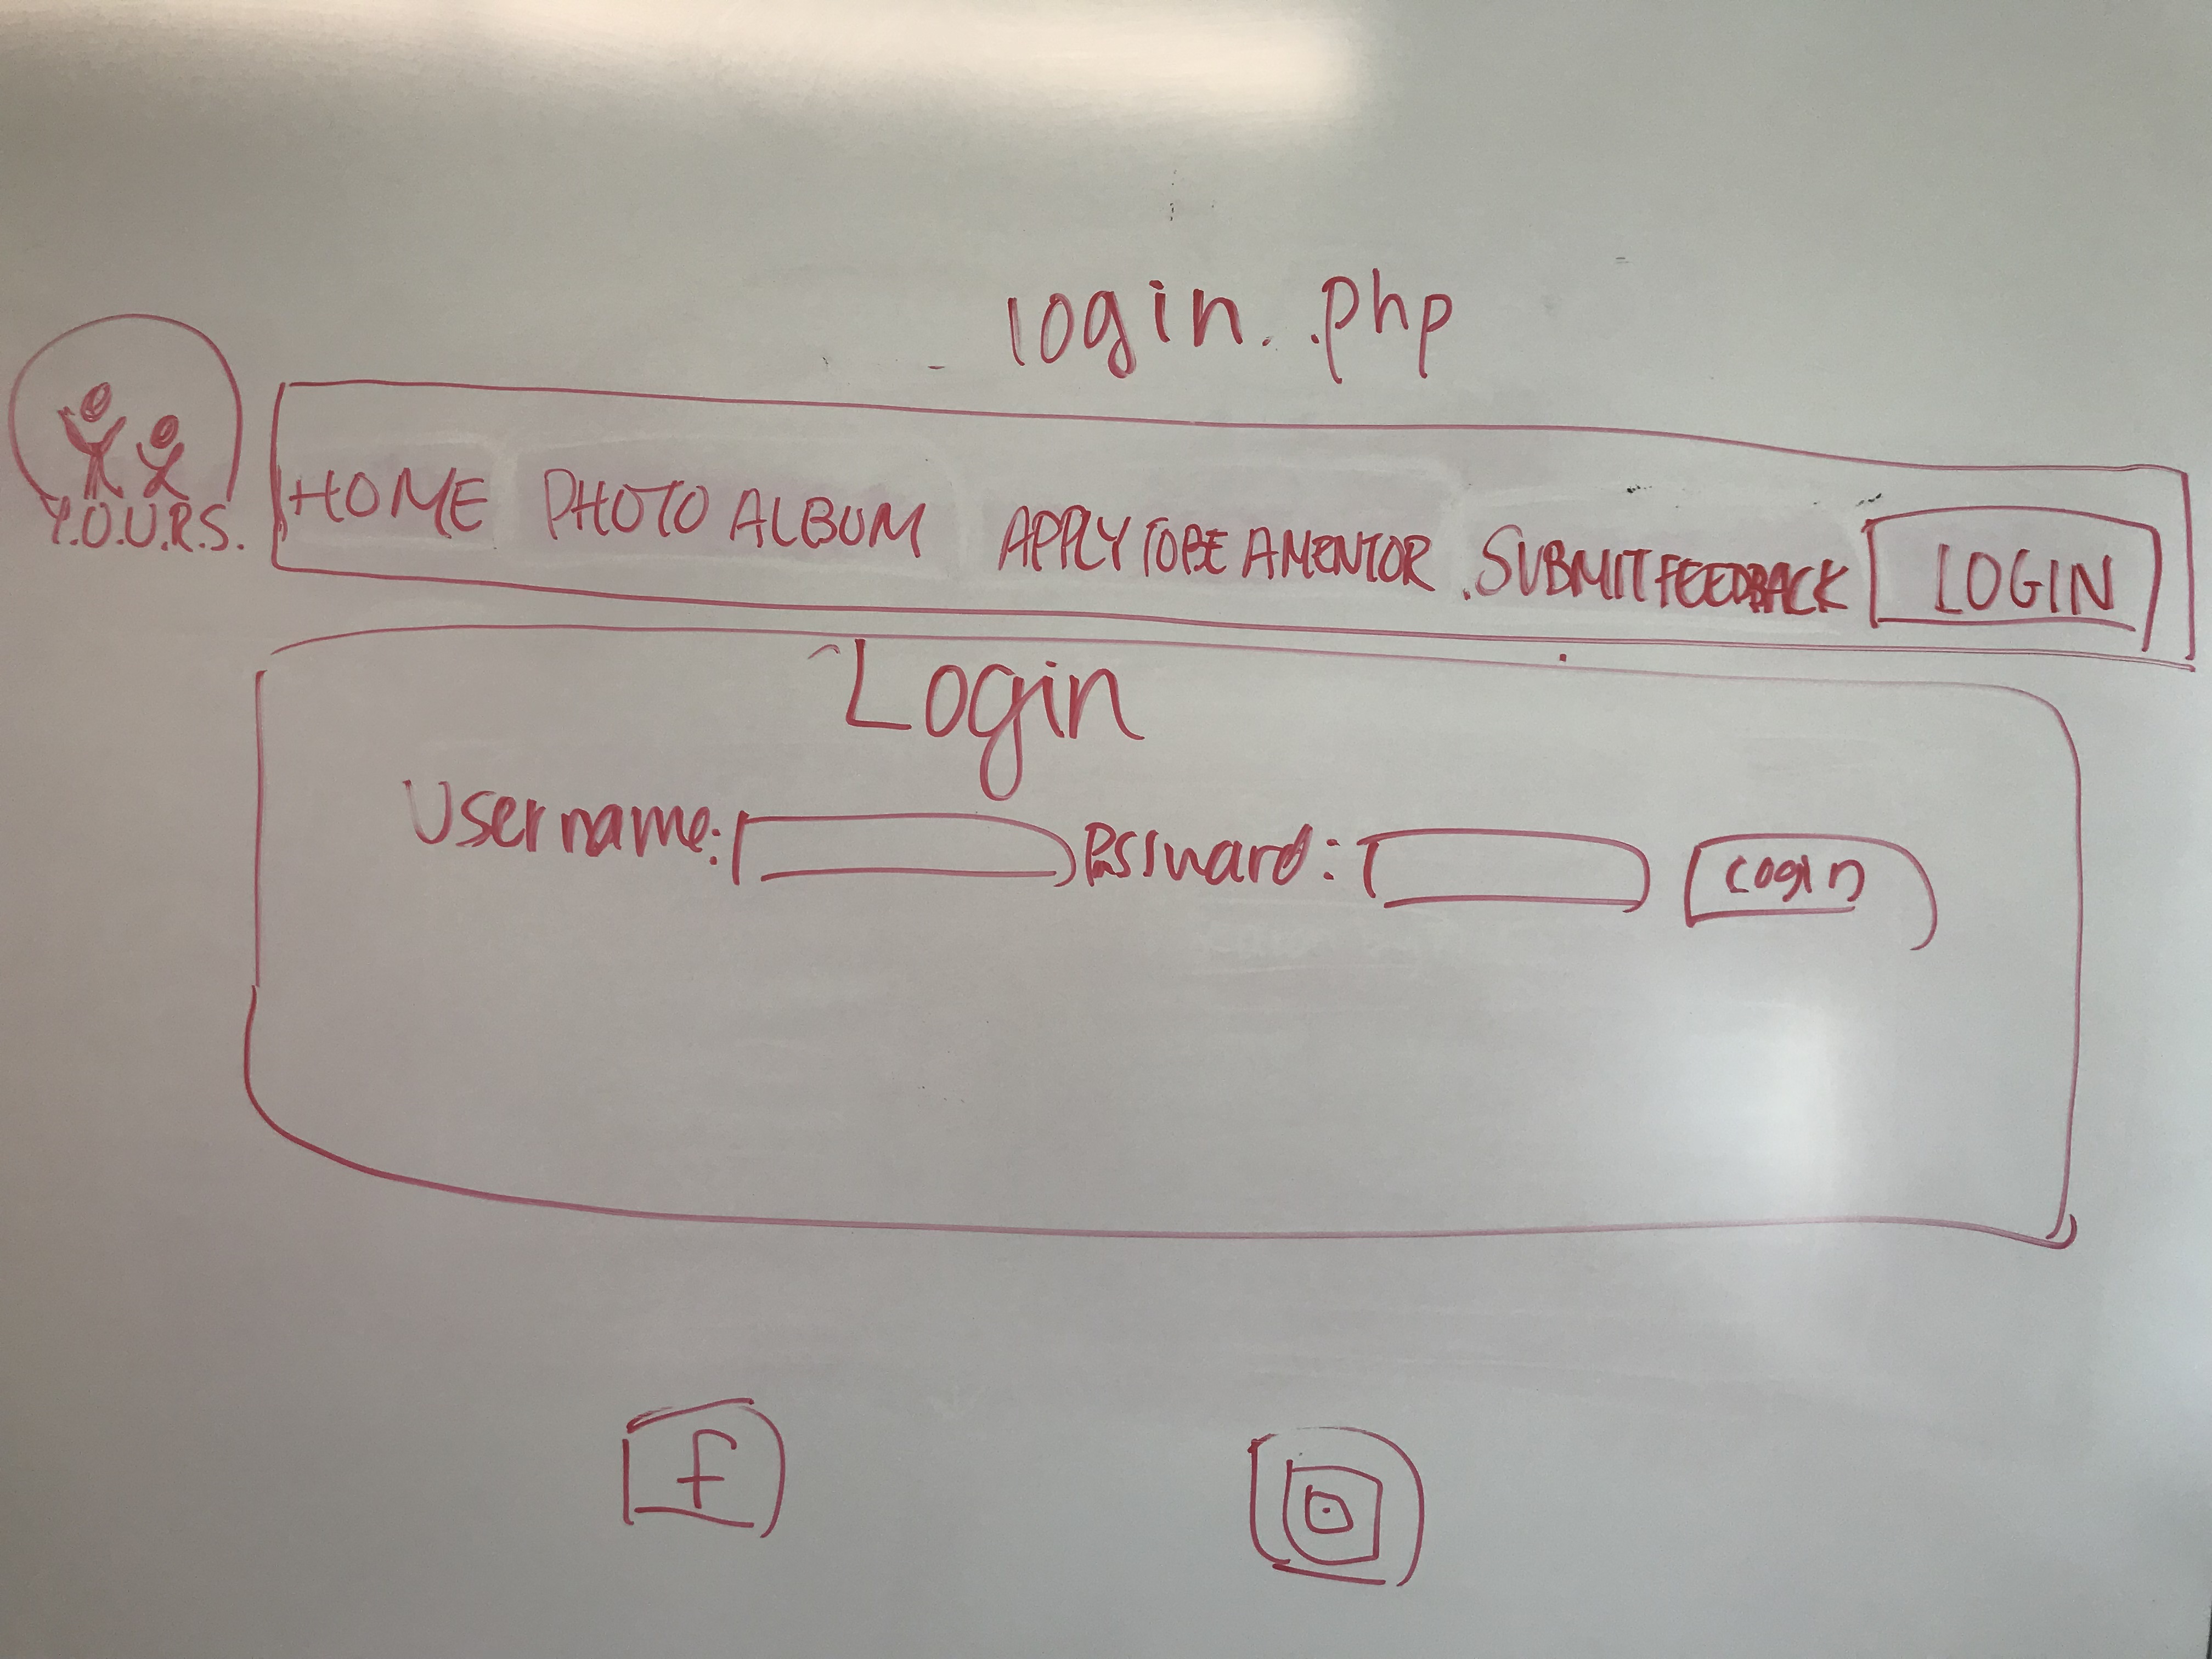 login..php
Y.O.U.R.S.
HOME PHOTO ALBUM APPLY TO BE A MENTOR .SUBMIT FEEDBACK LOGIN
Login
Username: Password: Login
f